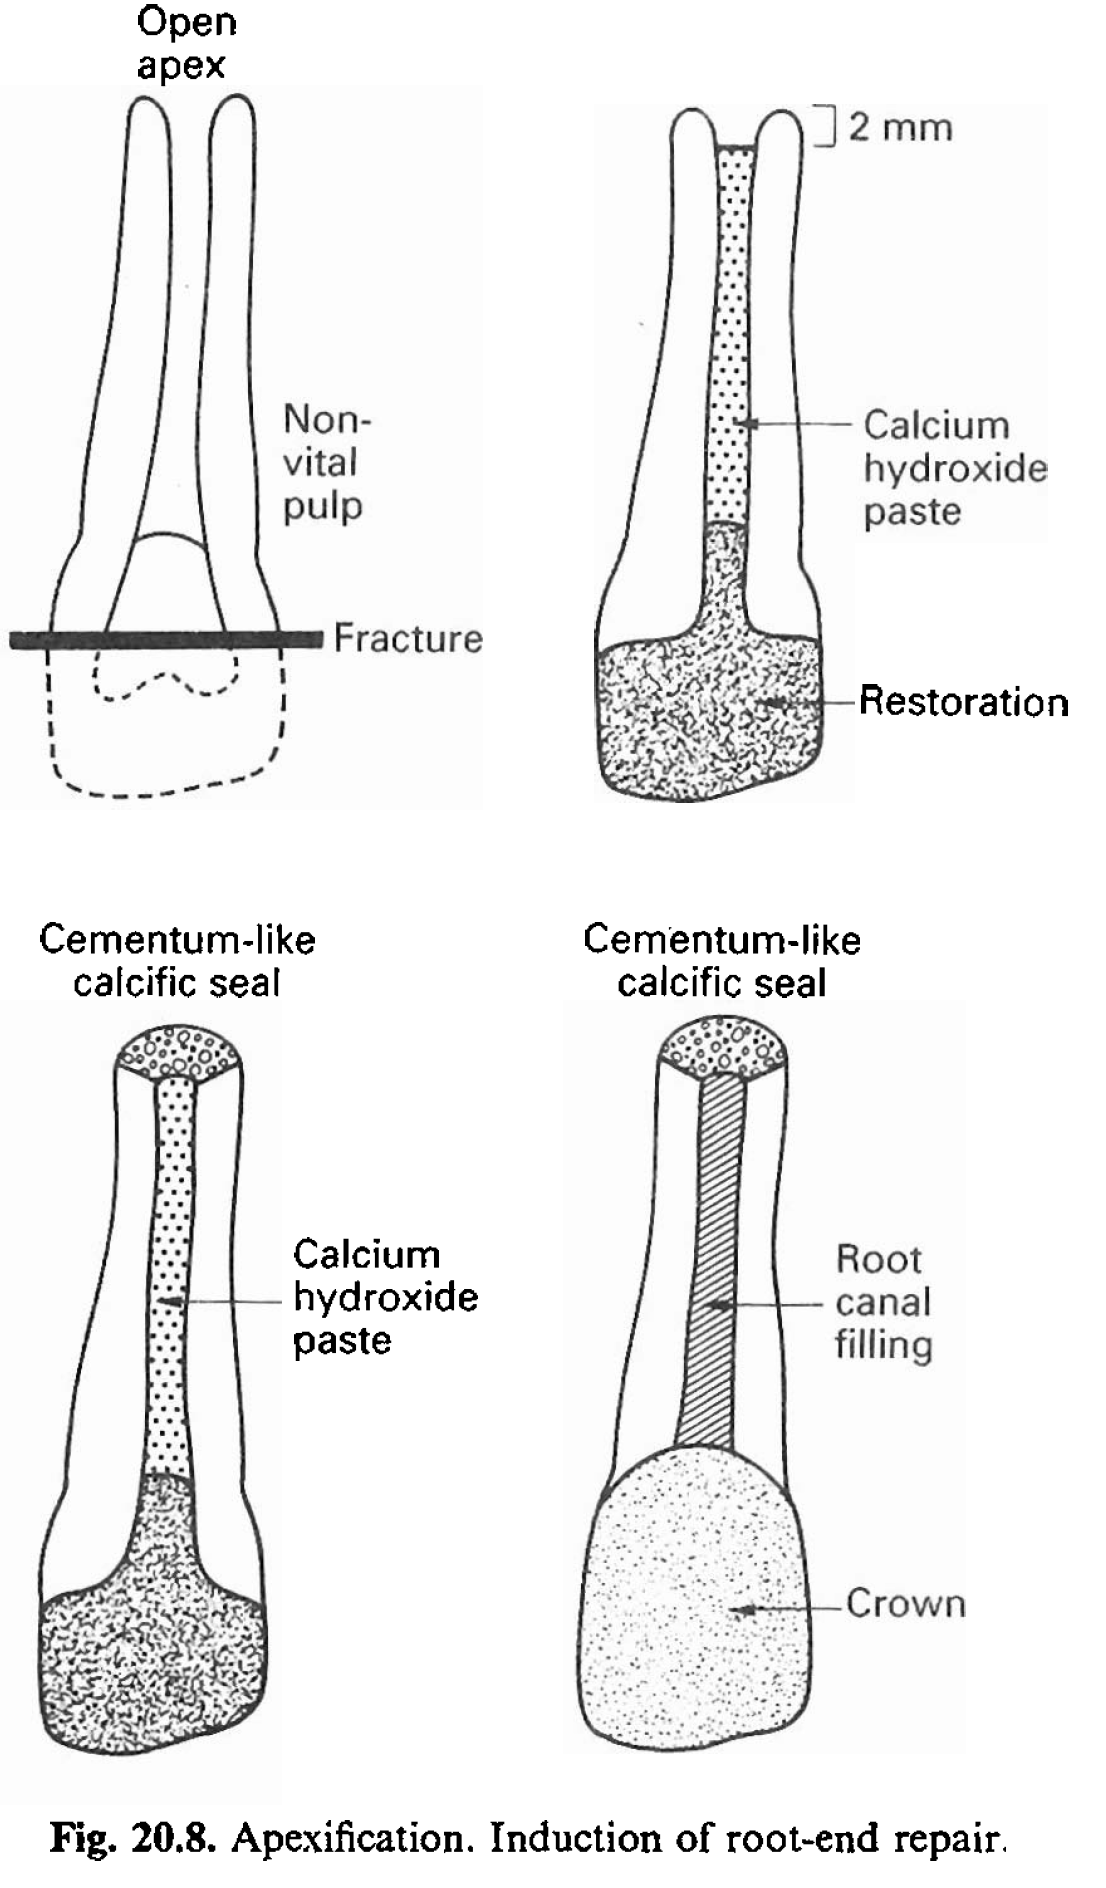 Open
apex
2 mm
Non-
vital
pulp
Calcium
hydroxide
paste
Fracture
Restoration
Cementum-like
calcific seal
Cementum-like
calcific seal
Calcium
hydroxide
paste
Root
canal
filling
Crown
Fig. 20.8. Apexification. Induction of root-end repair.